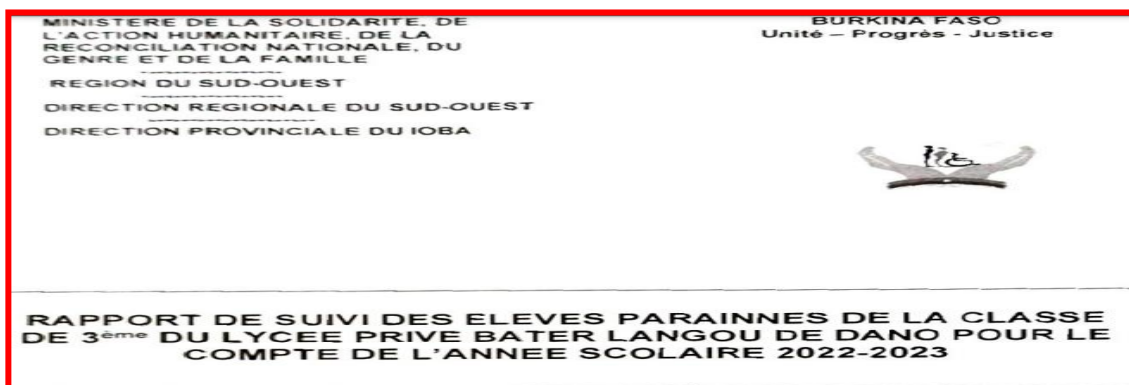 MINISTERE DE LA SOLIDARITE, DE
L'ACTION HUMANITAIRE, DE LA
RECONCILIATION NATIONALE, DU
GENRE ET DE LA FAMILLE
REGION DU SUD-OUEST
DIRECTION REGIONALE DU SUD-OUEST
DIRECTION PROVINCIALE DU IOBA
BURKINA FASO
Unité – Progrès - Justice
RAPPORT DE SUIVI DES ELEVES PARAINNES DE LA CLASSE
DE 3ème DU LYCEE PRIVE BATER LANGOU DE DANO POUR LE
COMPTE DE L'ANNEE SCOLAIRE 2022-2023